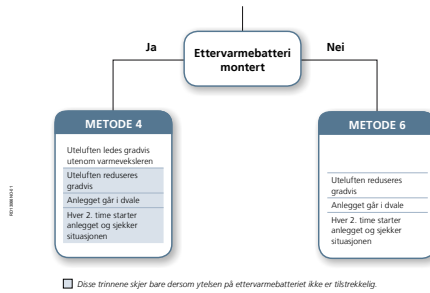 Ja
Ettervarmebatteri
montert
Nei
METODE 4
Uteluften ledes gradvis
utenom varmeveksleren
Uteluften reduseres
gradvis
Anlegget går i dvale
Hver 2. time starter
anlegget og sjekker
situasjonen
METODE 6
Uteluften reduseres
gradvis
Anlegget går i dvale
Hver 2. time starter
anlegget og sjekker
situasjonen
Disse trinnene skjer bare dersom ytelsen på ettervarmebatteriet ikke er tilstrekkelig.